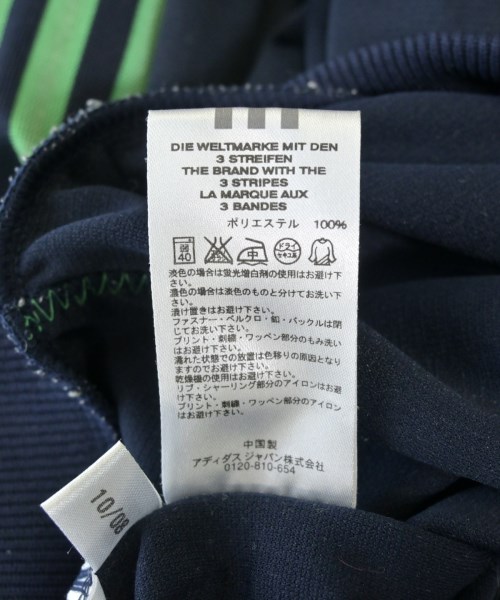 DIE WELTMARKE MIT DEN
3 STREIFEN
THE BRAND WITH THE
3 STRIPES
LA MARQUE AUX
3 BANDES
ポリエステル 100%
弱
40
中
ドライ
セキユ系
淡色の場合は蛍光増白剤の使用はお避け下
さい。
濃色の場合は淡色のものと分けてお洗い下
さい。
漬け置きはお避け下さい。
ファスナー・ベルクロ・釦・バックルは閉
じてお洗い下さい。
プリント・刺繍・ワッペン部分のもみ洗い
はお避け下さい。
濡れた状態での放置は色移りの原因となり
ますのでお避け下さい。
乾燥機の使用はお避け下さい。
リブ・シャーリング部分のアイロンはお避
け下さい。
プリント・刺繍・ワッペン部分のアイロン
はお避け下さい。
中国製
アディダス ジャパン株式会社
0120-810-654
10/08